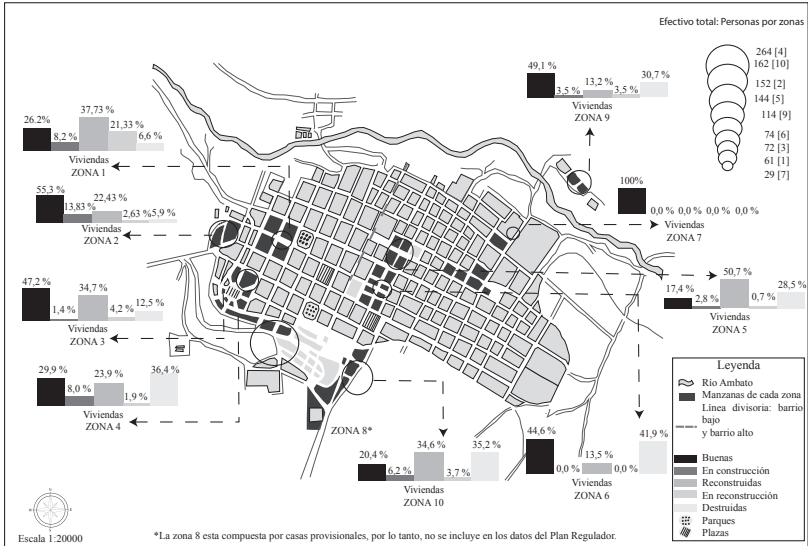 Efectivo total: Personas por zonas
264 [4]
162 [10]
152 [2]
144 [5]
114 [9]
74 [6]
72 [3]
61 [1]
29 [7]
26.2% 8,2 % 37,73 % 21,33 % 6,6 %
Viviendas
ZONA 1
55,3 % 13,83 % 22,43 % 2,63 % 5,9 %
Viviendas
ZONA 2
47,2 % 1,4 % 34,7 % 4,2 % 12,5 %
Viviendas
ZONA 3
29,9 % 8,0 % 23,9 % 1,9 % 36,4 %
Viviendas
ZONA 4
49,1 % 3,5 % 13,2 % 3,5 % 30,7 %
Viviendas
ZONA 9
100% 0,0 % 0,0 % 0,0 % 0,0 %
Viviendas
ZONA 7
17,4 % 2,8 % 50,7 % 0,7 % 28,5 %
Viviendas
ZONA 5
ZONA 8*
20,4 % 6,2 % 34,6 % 3,7 % 35,2 %
Viviendas
ZONA 10
44,6 % 0,0 % 13,5 % 0,0 % 41,9 %
Viviendas
ZONA 6
Leyenda
Río Ambato
Manzanas de cada zona
Línea divisoria: barrio
bajo
y barrio alto
Buenas
En construcción
Reconstruidas
En reconstrucción
Destruidas
Parques
Plazas
Escala 1:20000
*La zona 8 esta compuesta por casas provisionales, por lo tanto, no se incluye en los datos del Plan Regulador.